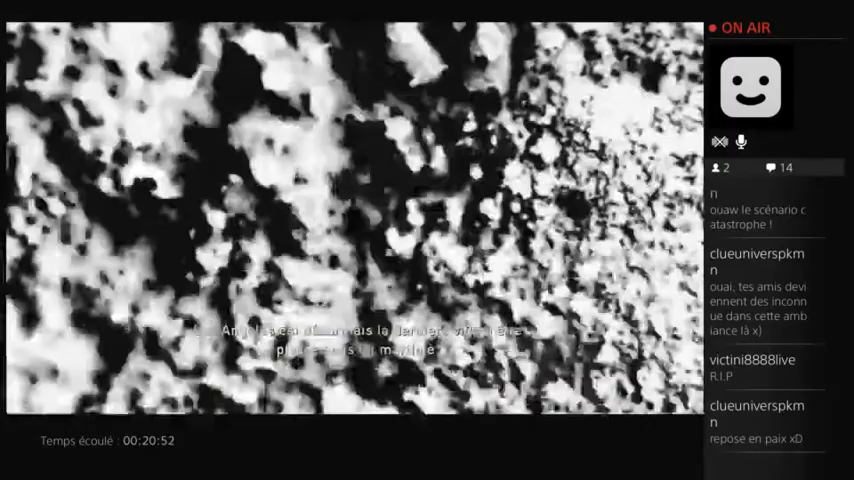 ON AIR
2 14
n
ouaw le scénario c
atastrophe !
clueuniverspkm
n
ouai, tes amis devi
ennent des inconn
ue dans cette amb
iance là x)
victini8888live
R.I.P
clueuniverspkm
n
repose en paix xD
la
Temps écoulé : 00:20:52